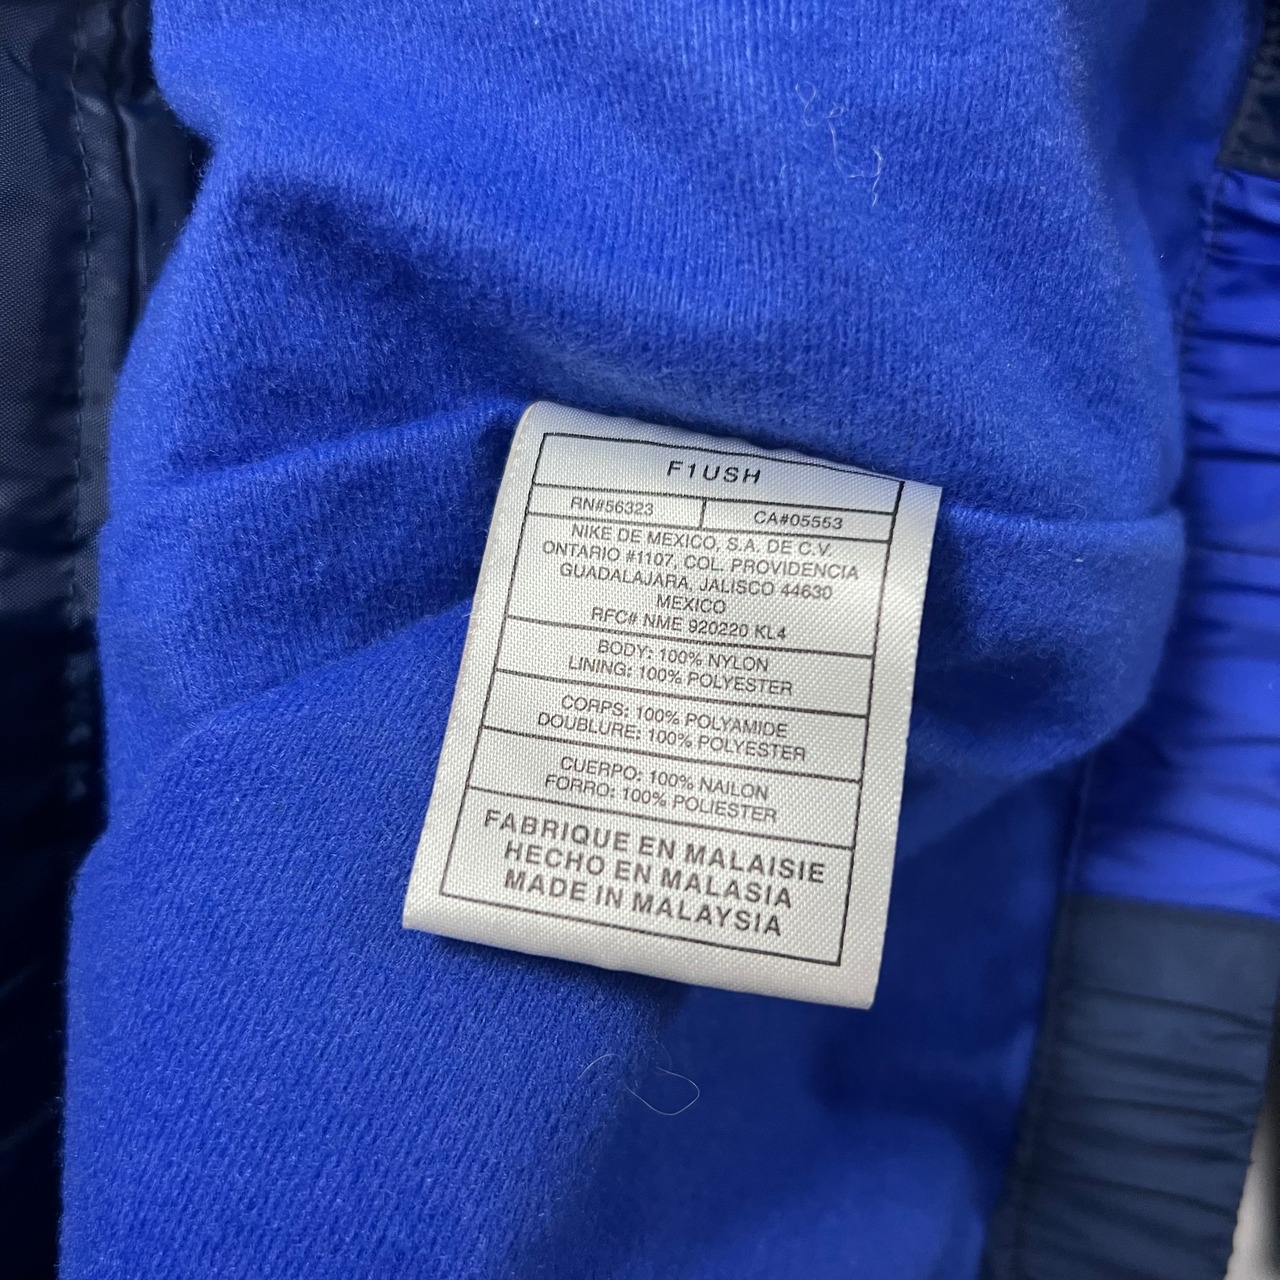 F1USH
RN#56323
CA#05553
NIKE DE MEXICO, S.A. DE C.V.
ONTARIO #1107, COL. PROVIDENCIA
GUADALAJARA, JALISCO 44630
MEXICO
RFC# NME 920220 KL4
BODY: 100% NYLON
LINING: 100% POLYESTER
CORPS: 100% POLYAMIDE
DOUBLURE: 100% POLYESTER
CUERPO: 100% NAILON
FORRO: 100% POLIESTER
FABRIQUE EN MALAISIE
HECHO EN MALASIA
MADE IN MALAYSIA